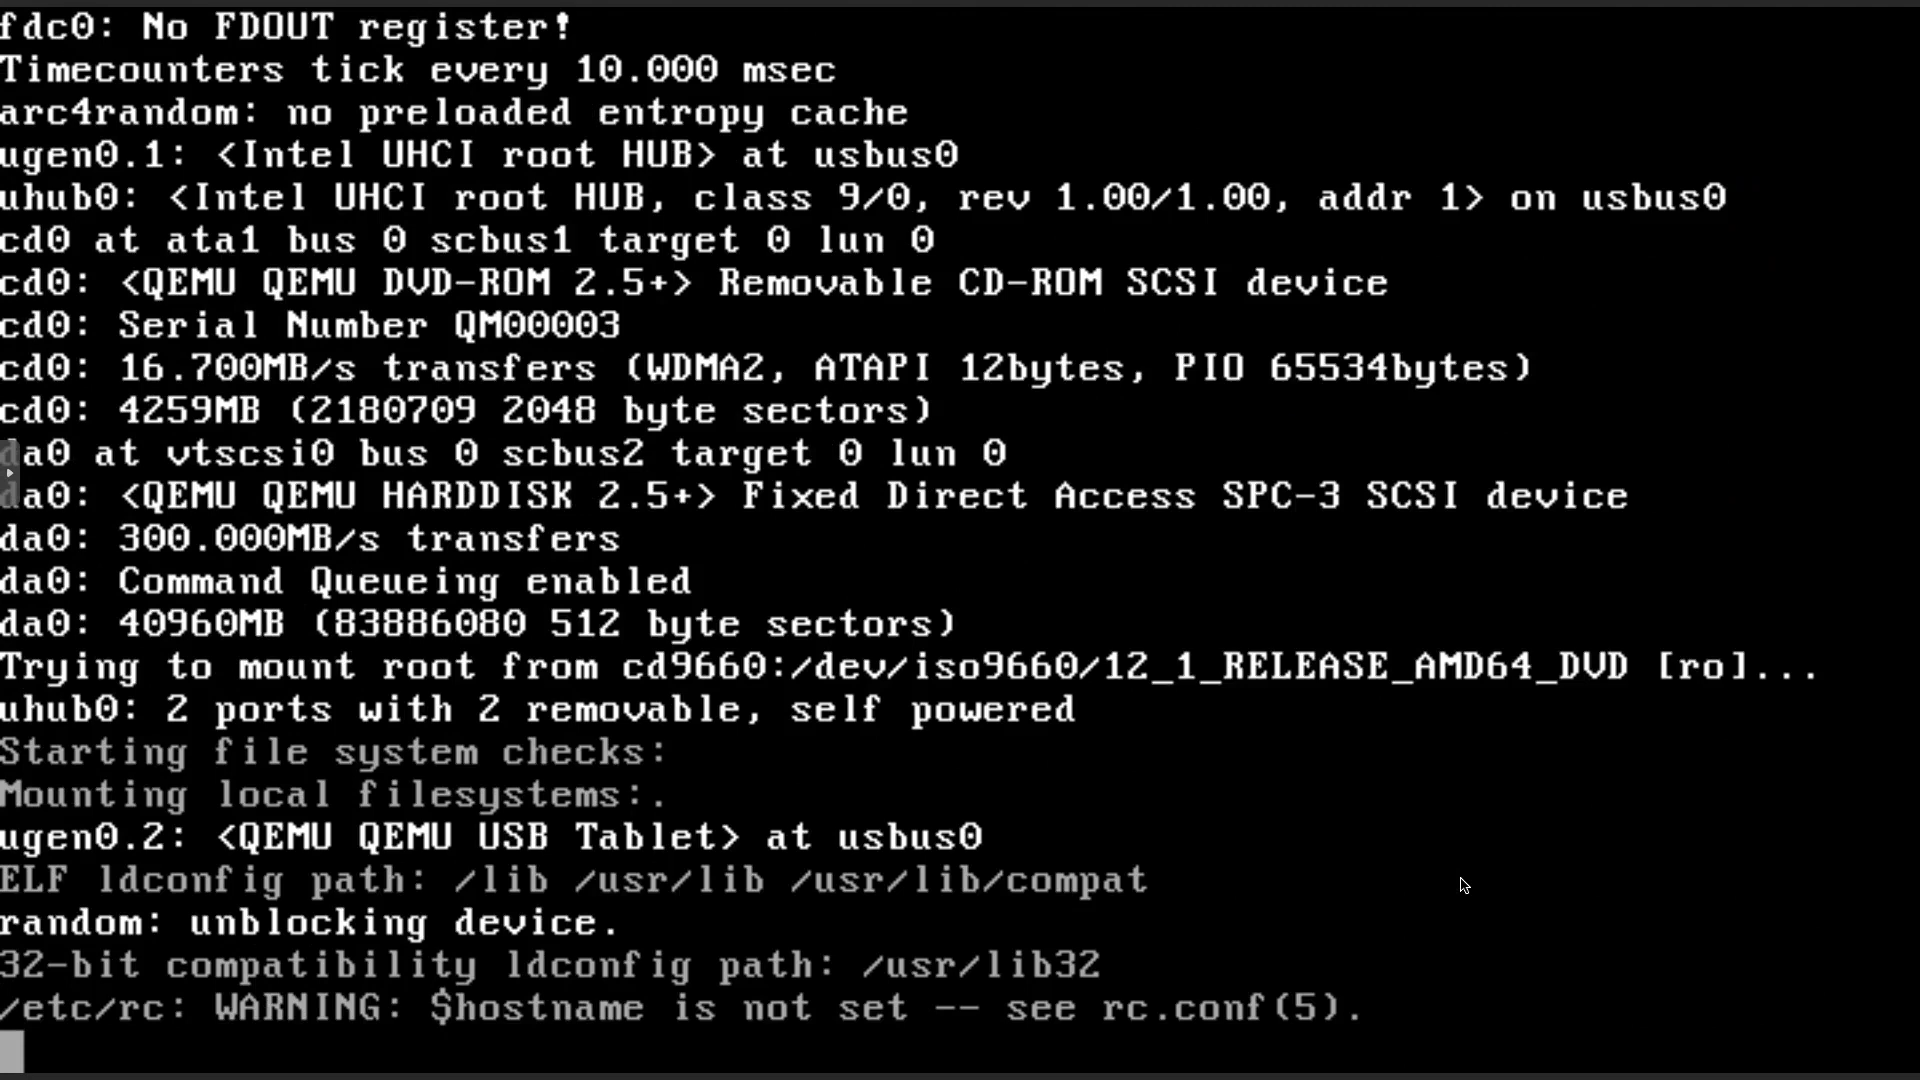 fdc0: No FDOUT register!
Timecounters tick every 10.000 msec
arc4random: no preloaded entropy cache
ugen0.1: <Intel UHCI root HUB> at usbus0
uhub0: <Intel UHCI root HUB, class 9/0, rev 1.00/1.00, addr 1> on usbus0
cd0 at ata1 bus 0 scbus1 target 0 lun 0
cd0: <QEMU QEMU DVD-ROM 2.5+> Removable CD-ROM SCSI device
cd0: Serial Number QM00003
cd0: 16.700MB/s transfers (WDMA2, ATAPI 12bytes, PIO 65534bytes)
cd0: 4259MB (2180709 2048 byte sectors)
da0 at vtscsi0 bus 0 scbus2 target 0 lun 0
da0: <QEMU QEMU HARDDISK 2.5+> Fixed Direct Access SPC-3 SCSI device
da0: 300.000MB/s transfers
da0: Command Queueing enabled
da0: 40960MB (83886080 512 byte sectors)
Trying to mount root from cd9660:/dev/iso9660/12_1_RELEASE_AMD64_DVD [ro]...
uhub0: 2 ports with 2 removable, self powered
Starting file system checks:
Mounting local filesystems:.
ugen0.2: <QEMU QEMU USB Tablet> at usbus0
ELF ldconfig path: /lib /usr/lib /usr/lib/compat
random: unblocking device.
32-bit compatibility ldconfig path: /usr/lib32
/etc/rc: WARNING: $hostname is not set -- see rc.conf(5).